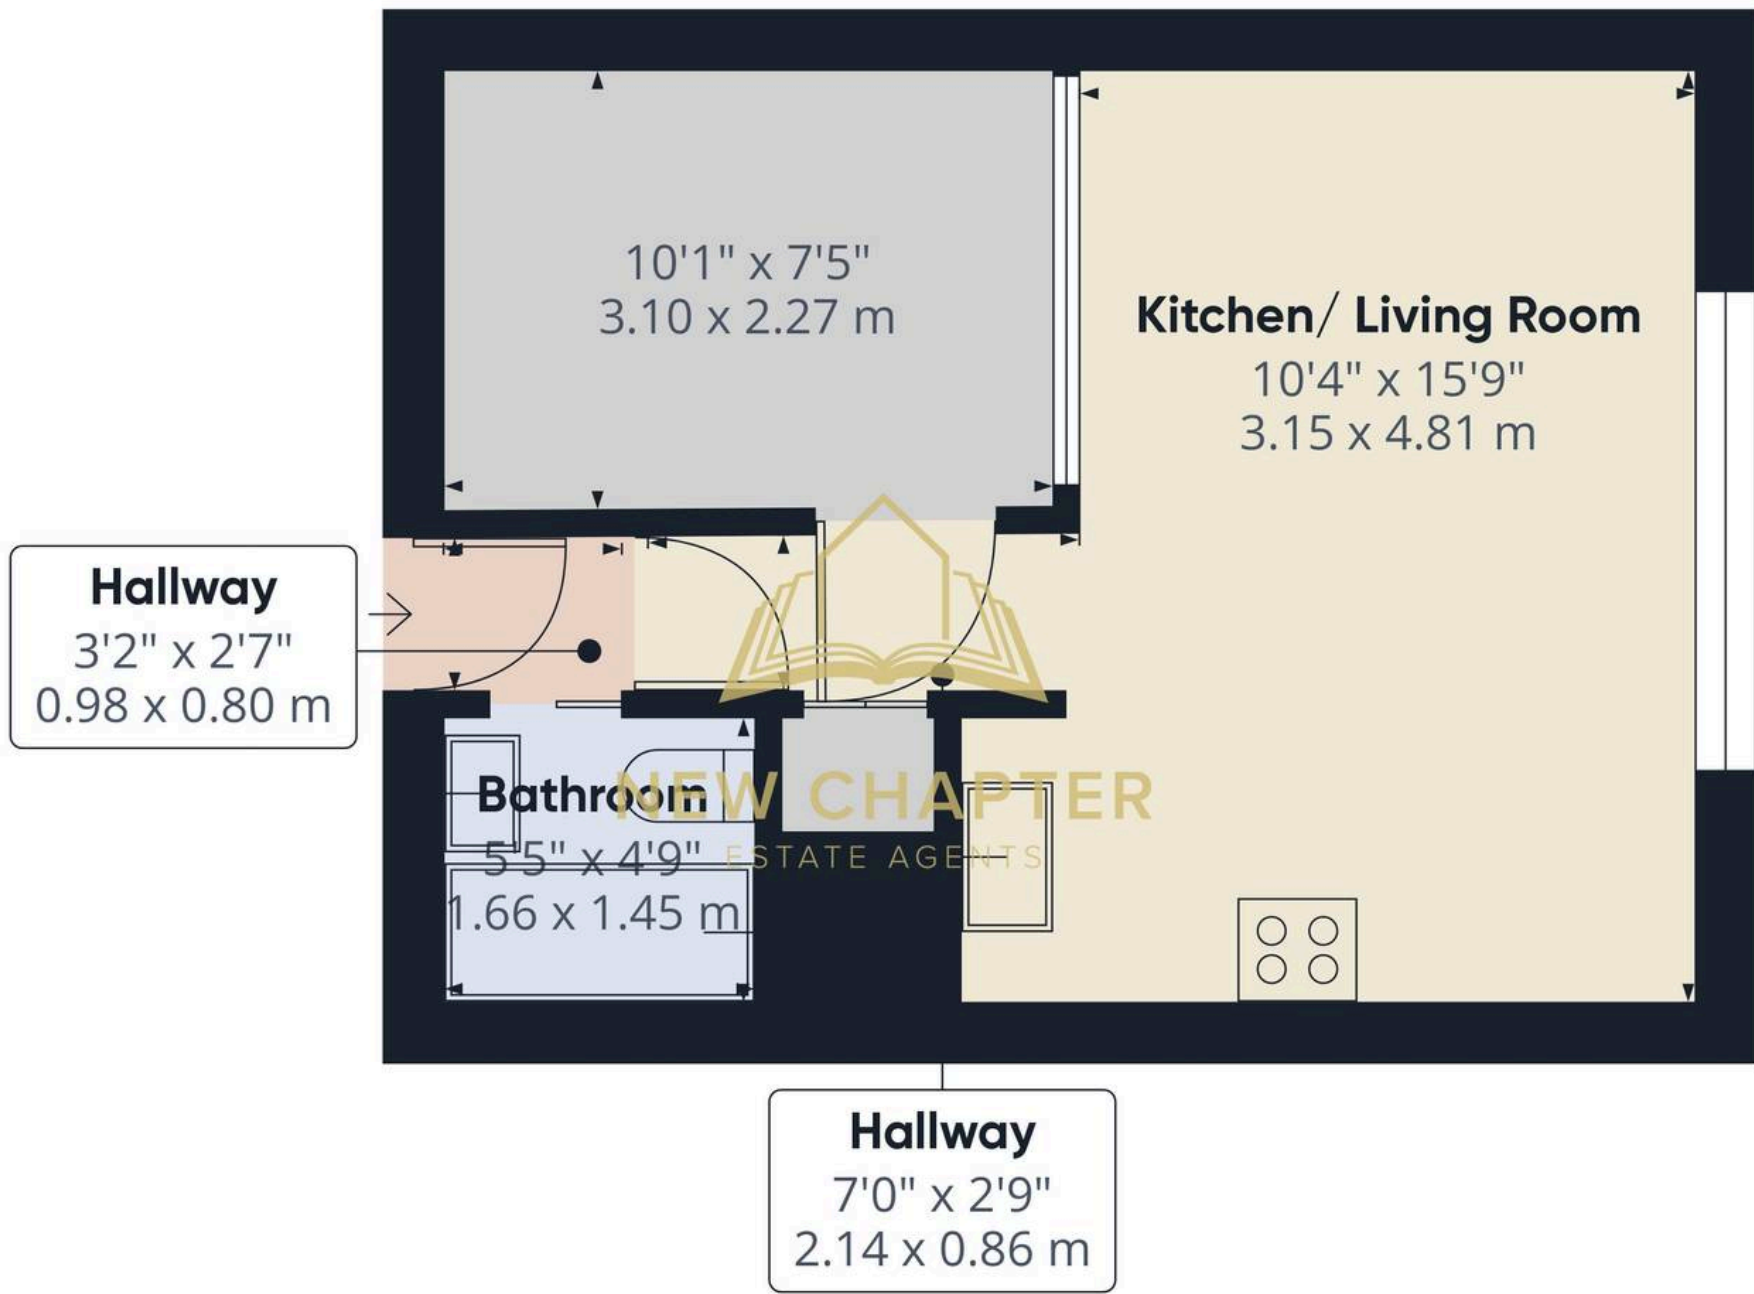 10'1" x 7'5"
3.10 x 2.27 m
Kitchen/ Living Room
10'4" x 15'9"
3.15 x 4.81 m
Hallway
3'2" x 2'7"
0.98 x 0.80 m
Bathroom
5'5" x 4'9"
1.66 x 1.45 m
NEW CHAPTER
ESTATE AGENTS
Hallway
7'0" x 2'9"
2.14 x 0.86 m